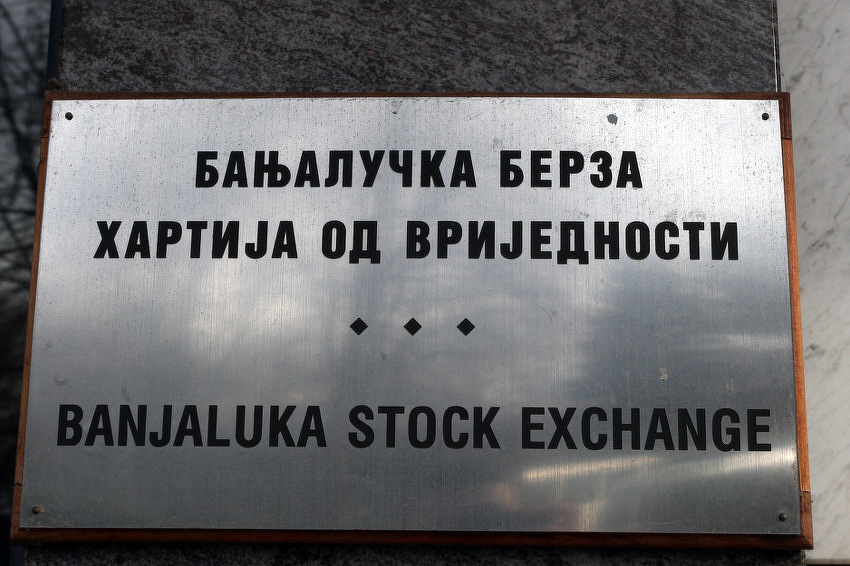 БАЊАЛУЧКА БЕРЗА
ХАРТИЈА ОД ВРИЈЕДНОСТИ
BANJALUKA STOCK EXCHANGE